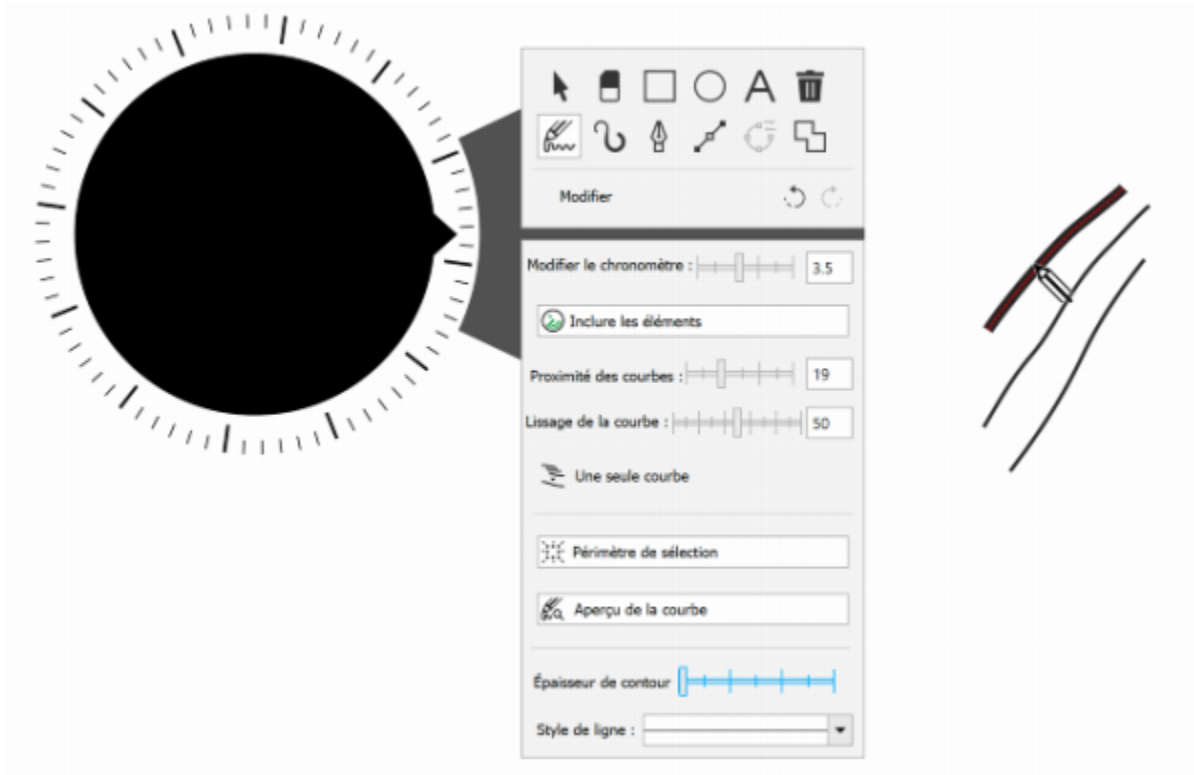 A
Modifier
Modifier le chronomètre : 3.5
Inclure les éléments
Proximité des courbes : 19
Lissage de la courbe : 50
Une seule courbe
Périmètre de sélection
Aperçu de la courbe
Épaisseur de contour
Style de ligne :